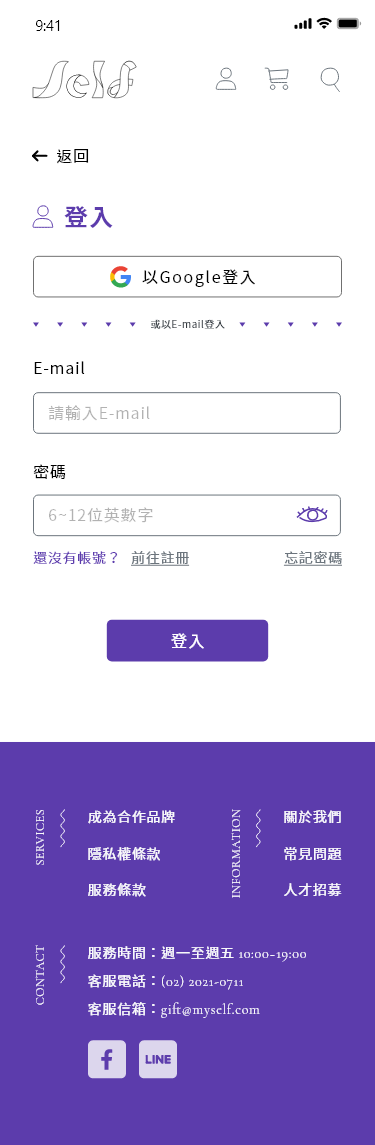 9:41
Self
返回
登入
以Google登入
或以E-mail登入
E-mail
請輸入E-mail
密碼
6~12位英數字
還沒有帳號？ 前往註冊 忘記密碼
登入
SERVICES
成為合作品牌
隱私權條款
服務條款
INFORMATION
關於我們
常見問題
人才招募
CONTACT
服務時間：週一至週五 10:00-19:00
客服電話：(02) 2021-0711
客服信箱：gift@myself.com
f LINE